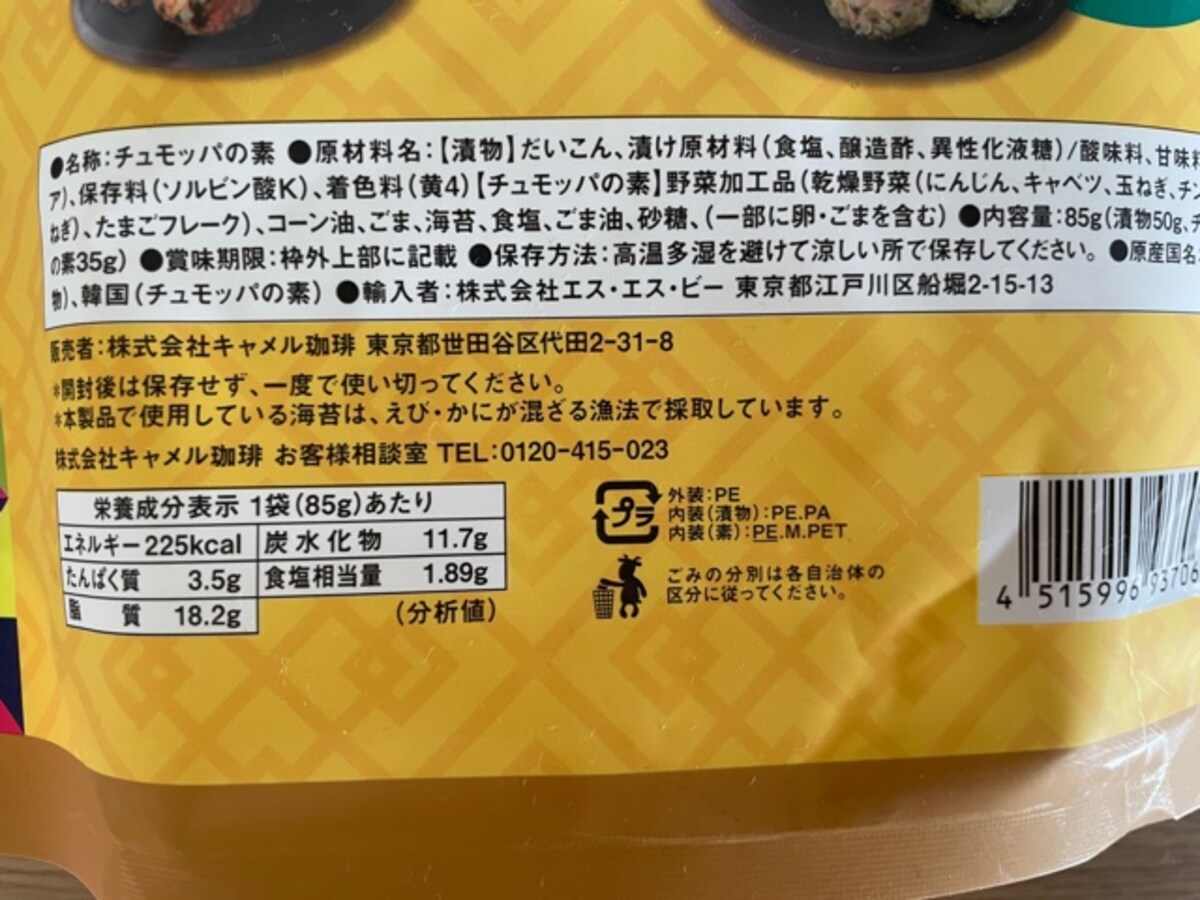 ●名称:チュモッパの素 ●原材料名:【漬物】だいこん、漬け原材料(食塩、醸造酢、異性化液糖)/酸味料、甘味料
ア)、保存料(ソルビン酸K)、着色料(黄4)【チュモッパの素】野菜加工品(乾燥野菜(にんじん、キャベツ、玉ねぎ、チン
ねぎ)、たまごフレーク)、コーン油、ごま、海苔、食塩、ごま油、砂糖、(一部に卵・ごまを含む) ●内容量:85g(漬物50g、チ
の素35g) ●賞味期限:枠外上部に記載 ●保存方法:高温多湿を避けて涼しい所で保存してください。 ●原産国名:
物)、韓国(チュモッパの素) ●輸入者:株式会社エス・エス・ビー 東京都江戸川区船堀2-15-13
販売者:株式会社キャメル珈琲 東京都世田谷区代田2-31-8
*開封後は保存せず、一度で使い切ってください。
*本製品で使用している海苔は、えび・かにが混ざる漁法で採取しています。
株式会社キャメル珈琲 お客様相談室 TEL:0120-415-023
栄養成分表示 1袋(85g)あたり
エネルギー 225kcal 炭水化物 11.7g
たんぱく質 3.5g 食塩相当量 1.89g
脂質 18.2g (分析値)
プラ
外装:PE
内装(漬物):PE.PA
内装(素):PE.M.PET
ごみの分別は各自治体の
区分に従ってください。
4 515996 93706